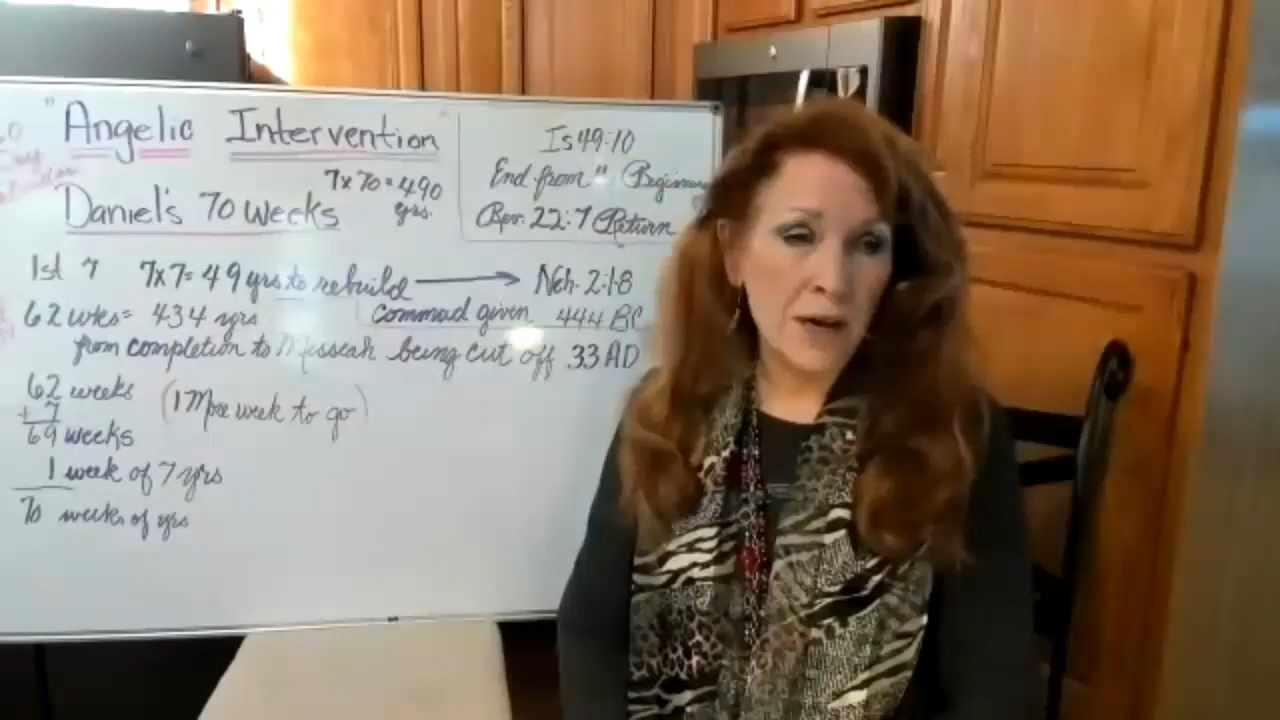 "Angelic Intervention"
7x70=490
yrs.
Daniel's 70 Weeks
Is 49:10
End from "
Rev. 22:7 Return
1st 7 7x7=49 yrs to rebuild → Neh. 2:1-8
62 wks= 434 yrs Commad given 444 BC
from completion to Messeah being cut off 33 AD
62 weeks (1 More week to go)
+ 7
69 weeks
1 week of 7 yrs
70 weeks of yrs